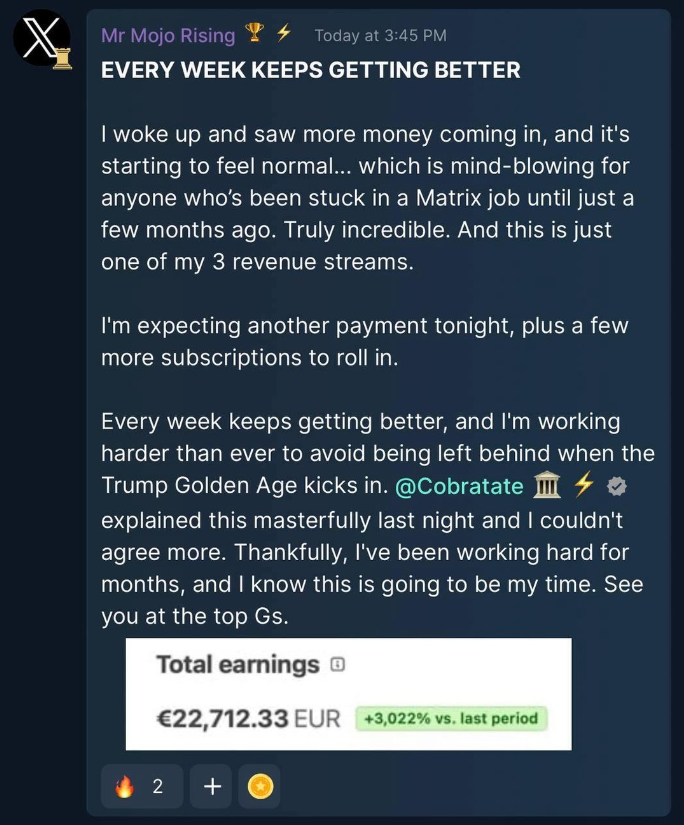 Mr Mojo Rising 🏆 ⚡ Today at 3:45 PM
EVERY WEEK KEEPS GETTING BETTER
I woke up and saw more money coming in, and it's
starting to feel normal... which is mind-blowing for
anyone who’s been stuck in a Matrix job until just a
few months ago. Truly incredible. And this is just
one of my 3 revenue streams.
I'm expecting another payment tonight, plus a few
more subscriptions to roll in.
Every week keeps getting better, and I'm working
harder than ever to avoid being left behind when the
Trump Golden Age kicks in. @Cobratate 🏛️ ⚡
explained this masterfully last night and I couldn't
agree more. Thankfully, I've been working hard for
months, and I know this is going to be my time. See
you at the top Gs.
Total earnings
€22,712.33 EUR +3,022% vs. last period
🔥 2 +